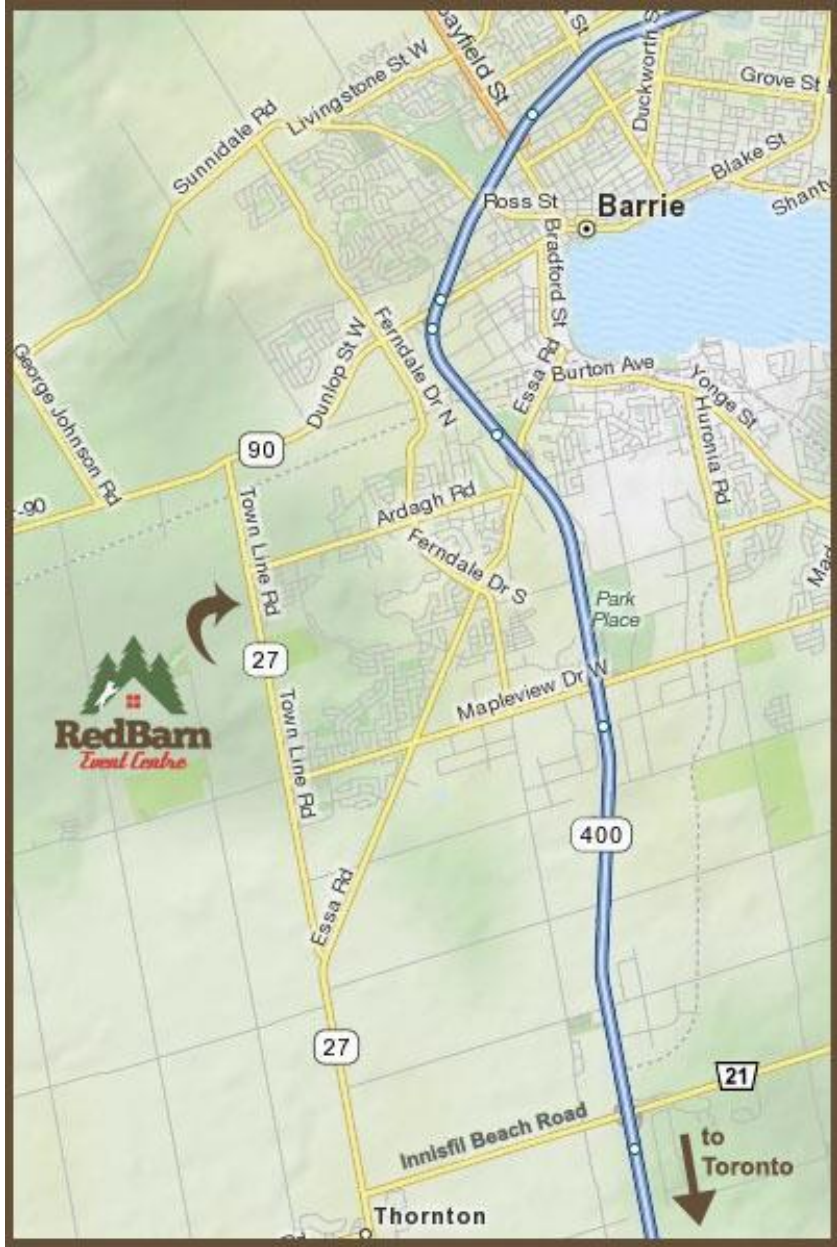 Bayfield St
St
Duckworth S
Livingstone St W
Grove St E
Sunnidale Rd
Blake St
Shanty
Ross St
Barrie
Bradford St
Ferndale Dr N
Dunlop St W
George Johnson Rd
Essa Rd
Burton Ave
Yonge St
Huronia Rd
90
-90
Ardagh Rd
Town Line Rd
Ferndale Dr S
Park
Place
27
RedBarn
Event Centre
Town Line Rd
Mapleview Dr W
400
Essa Rd
27
21
Innisfil Beach Road
to
Toronto
Thornton